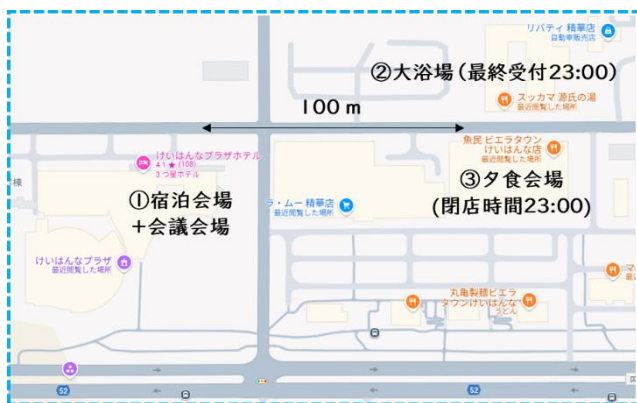 リバティ 精華店
自動車販売店
②大浴場(最終受付23:00)
スッカマ 源氏の湯
最近閲覧した場所
100 m
魚民 ビエラタウン
けいはんな店
最近閲覧した場所
けいはんなプラザホテル
4.1★(108)
3つ星ホテル
棟
①宿泊会場
+会議会場
③夕食会場
(閉店時間23:00)
ラ・ムー 精華店
最近閲覧した場所
けいはんなプラザ
最近閲覧した場所
マ
最近
丸亀製麺ビエラ
タウンけいはんな
うどん
52
52